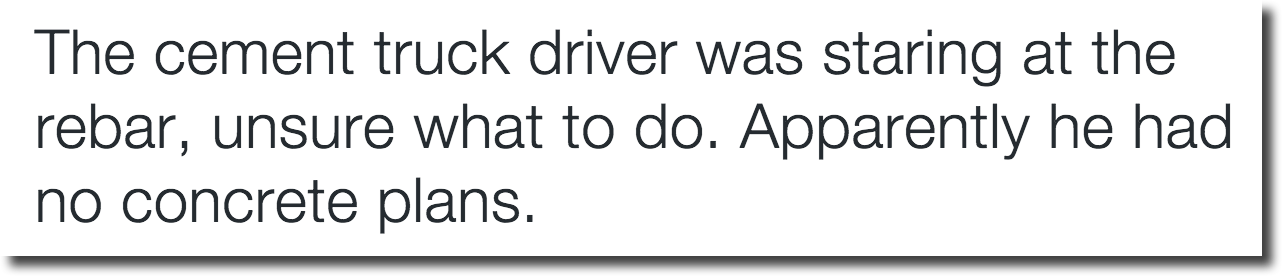 The cement truck driver was staring at the
rebar, unsure what to do. Apparently he had
no concrete plans.